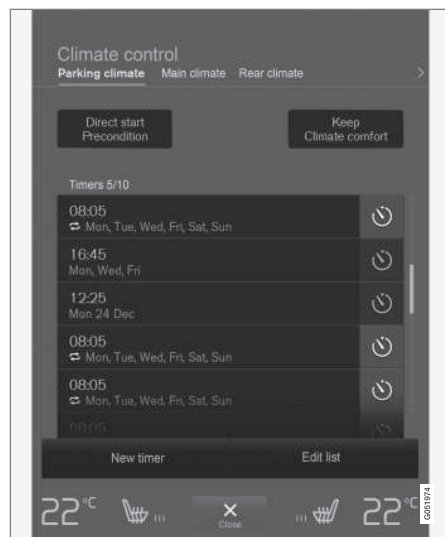 Climate control
Parking climate Main climate Rear climate
Direct start Precondition
Keep Climate comfort
Timers 5/10
08:05
Mon, Tue, Wed, Fri, Sat, Sun
16:45
Mon, Wed, Fri
12:25
Mon 24 Dec
08:05
Mon, Tue, Wed, Fri, Sat, Sun
08:05
Mon, Tue, Wed, Fri, Sat, Sun
08:05
New timer Edit list
22°C 22°C
Close
G061974